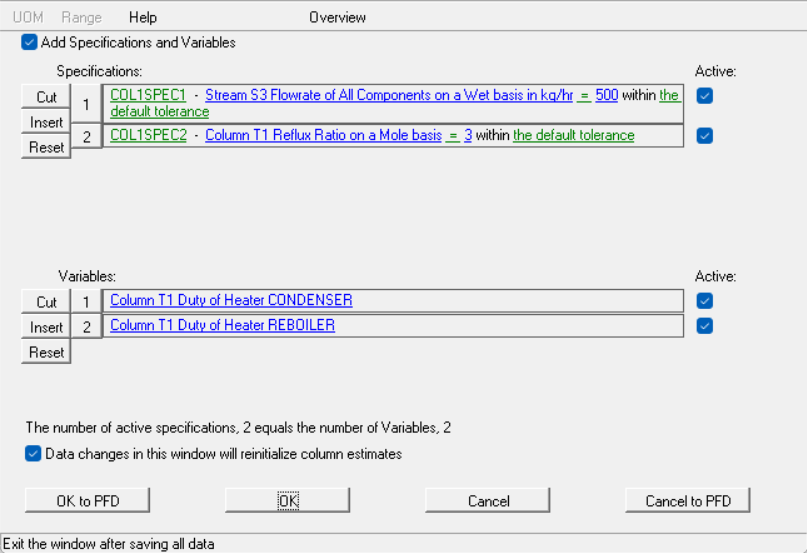 UOM Range Help Overview
Add Specifications and Variables
Specifications: Active:
Cut 1 COL1SPEC1 - Stream S3 Flowrate of All Components on a Wet basis in kg/hr = 500 within the
default tolerance
Insert
2 COL1SPEC2 - Column T1 Reflux Ratio on a Mole basis = 3 within the default tolerance
Reset
Variables: Active:
Cut 1 Column T1 Duty of Heater CONDENSER
Insert 2 Column T1 Duty of Heater REBOILER
Reset
The number of active specifications, 2 equals the number of Variables, 2
Data changes in this window will reinitialize column estimates
OK to PFD OK Cancel Cancel to PFD
Exit the window after saving all data